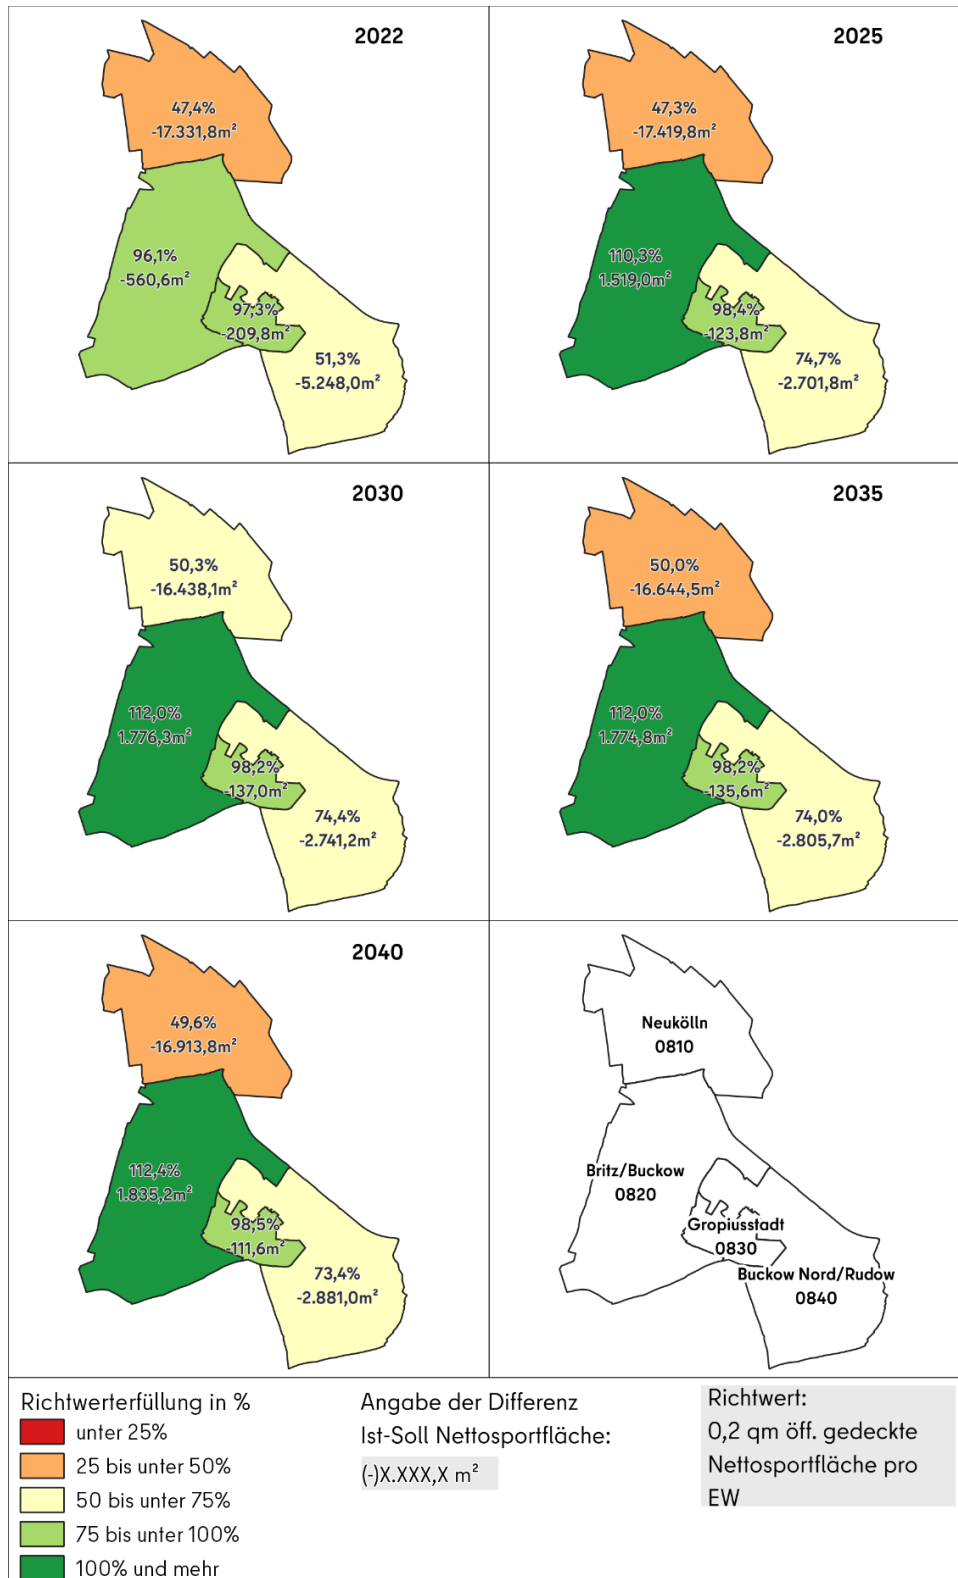 2022
47,4%
-17.331,8m²
96,1%
-560,6m²
97,3%
-209,8m²
51,3%
-5.248,0m²
2025
47,3%
-17.419,8m²
110,3%
1.519,0m²
98,4%
-123,8m²
74,7%
-2.701,8m²
2030
50,3%
-16.438,1m²
112,0%
1.776,3m²
98,2%
-137,0m²
74,4%
-2.741,2m²
2035
50,0%
-16.644,5m²
112,0%
1.774,8m²
98,2%
-135,6m²
74,0%
-2.805,7m²
2040
49,6%
-16.913,8m²
112,4%
1.835,2m²
98,5%
-111,6m²
73,4%
-2.881,0m²
Neukölln
0810
Britz/Buckow
0820
Gropiusstadt
0830
Buckow Nord/Rudow
0840
Richtwerterfüllung in %
unter 25%
25 bis unter 50%
50 bis unter 75%
75 bis unter 100%
100% und mehr
Angabe der Differenz
Ist-Soll Nettosportfläche:
(-)X.XXX,X m²
Richtwert:
0,2 qm öff. gedeckte
Nettosportfläche pro
EW